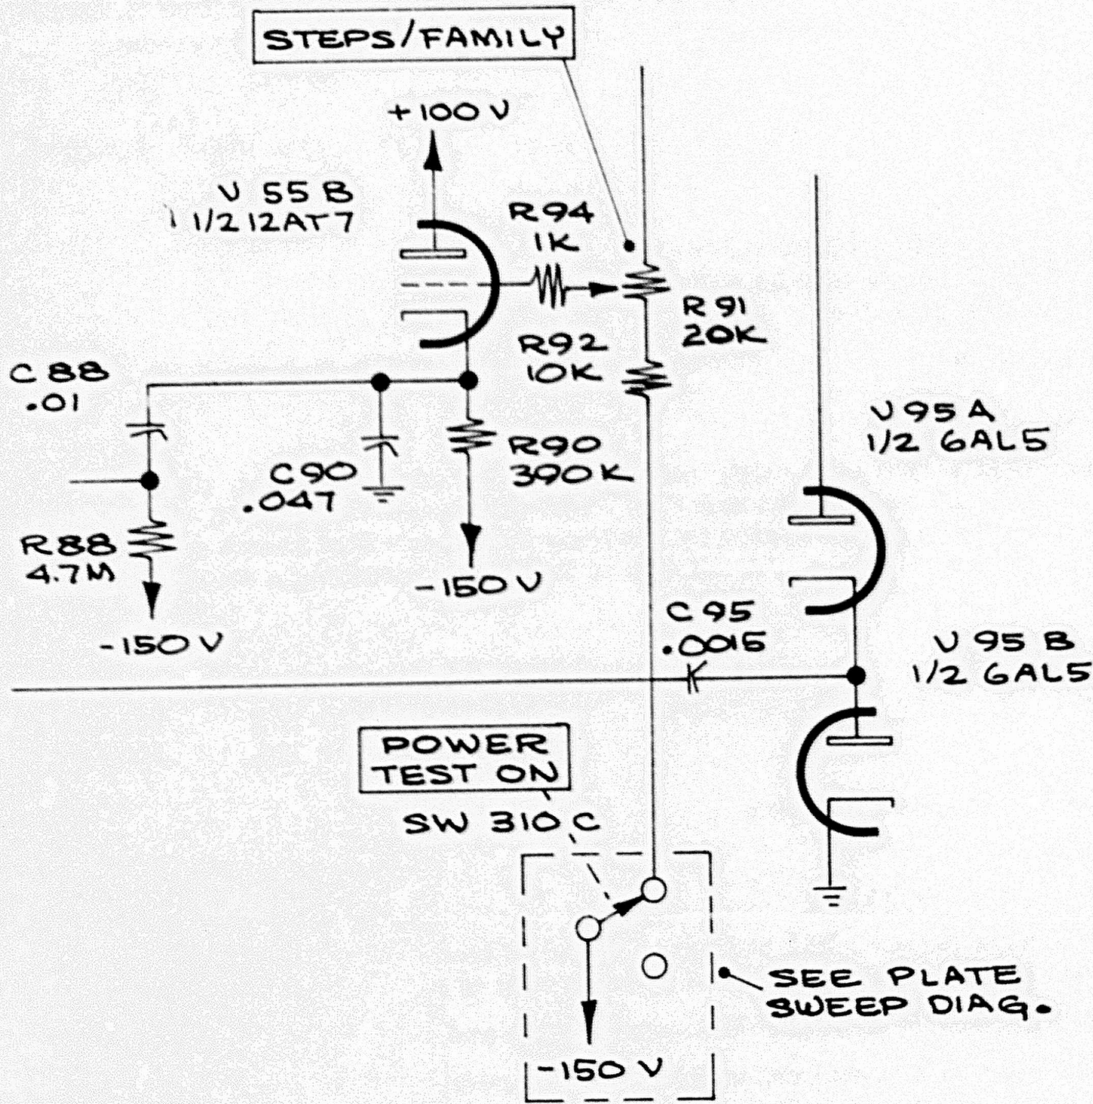 STEPS/FAMILY
+100 V
V 55 B
1/2 12AT7
R94
1K
R91
20K
R92
10K
C 88
.01
V 95 A
1/2 6AL5
R90
390K
C90
.047
R88
4.7M
-150 V
-150 V
C 95
.0015
V 95 B
1/2 6AL5
POWER
TEST ON
SW 310 C
SEE PLATE
SWEEP DIAG.
-150 V